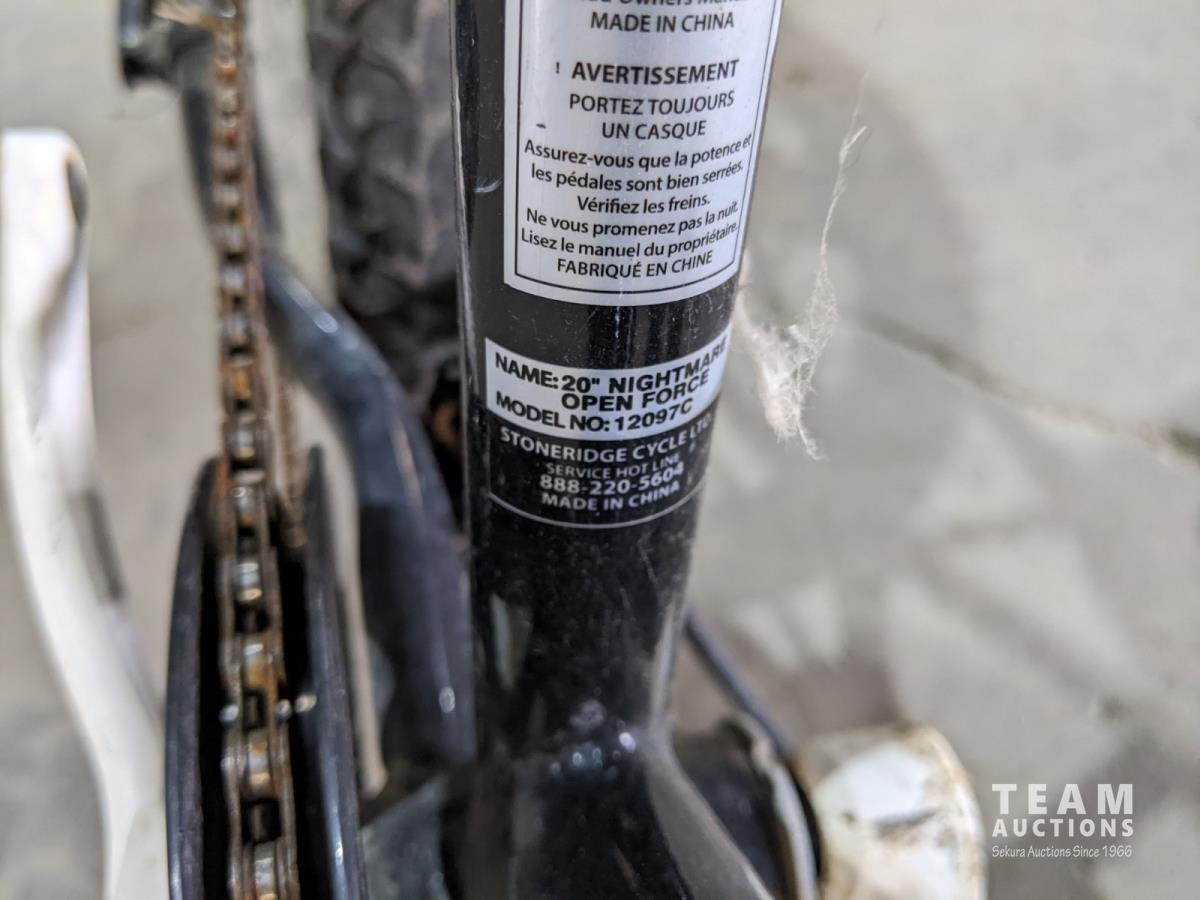 Owners
MADE IN CHINA
! AVERTISSEMENT
PORTEZ TOUJOURS
UN CASQUE
Assurez-vous que la potence et
les pédales sont bien serrées.
Vérifiez les freins.
Ne vous promenez pas la nuit.
Lisez le manuel du propriétaire.
FABRIQUÉ EN CHINE
NAME: 20" NIGHTMARE
OPEN FORCE
MODEL NO: 12097C
STONERIDGE CYCLE LTD
SERVICE HOT LINE
888-220-5604
MADE IN CHINA
TEAM
AUCTIONS
Sekura Auctions Since 1966